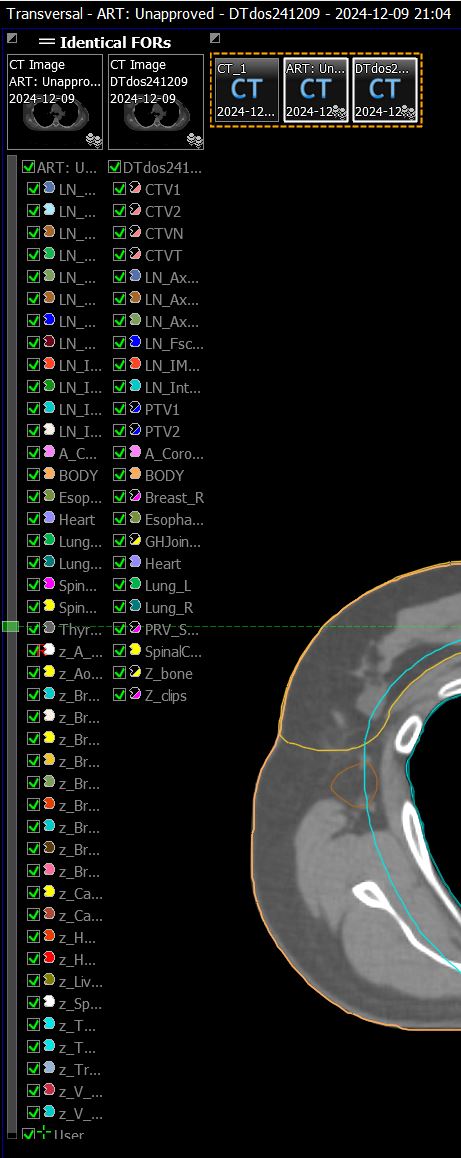 Transversal - ART: Unapproved - DTdos241209 - 2024-12-09 21:04
Identical FORs
CT Image
ART: Unappro...
2024-12-09
CT Image
DTdos241209
2024-12-09
CT_1
CT
2024-12...
ART: Un...
CT
2024-12...
DTdos2...
CT
2024-12...
ART: U...
LN_...
LN_...
LN_...
LN_...
LN_...
LN_...
LN_...
LN_...
LN_I...
LN_I...
LN_I...
LN_I...
A_C...
BODY
Esop...
Heart
Lung...
Lung...
Spin...
Spin...
Thyr...
z_A_...
z_Ao...
z_Br...
z_Br...
z_Br...
z_Br...
z_Br...
z_Br...
z_Br...
z_Br...
z_Br...
z_Ca...
z_Ca...
z_H...
z_H...
z_Liv...
z_Sp...
z_T...
z_T...
z_Tr...
z_V_...
z_V_...
User
DTdos241...
CTV1
CTV2
CTVN
CTVT
LN_Ax...
LN_Ax...
LN_Ax...
LN_Fsc...
LN_IM...
LN_Int...
PTV1
PTV2
A_Coro...
BODY
Breast_R
Esopha...
GHJoin...
Heart
Lung_L
Lung_R
PRV_S...
SpinalC...
Z_bone
Z_clips